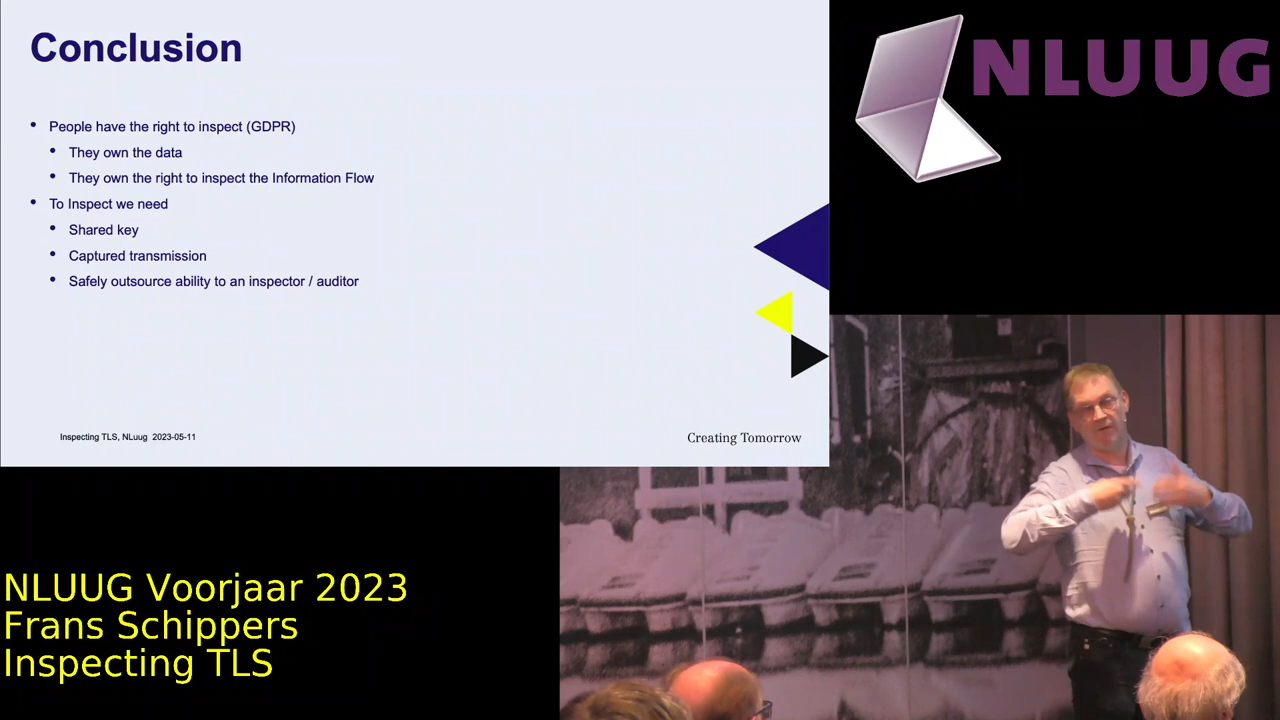 Conclusion
People have the right to inspect (GDPR)
They own the data
They own the right to inspect the Information Flow
To Inspect we need
Shared key
Captured transmission
Safely outsource ability to an inspector / auditor
Inspecting TLS, NLuug 2023-05-11
Creating Tomorrow
NLUUG
NLUUG Voorjaar 2023
Frans Schippers
Inspecting TLS